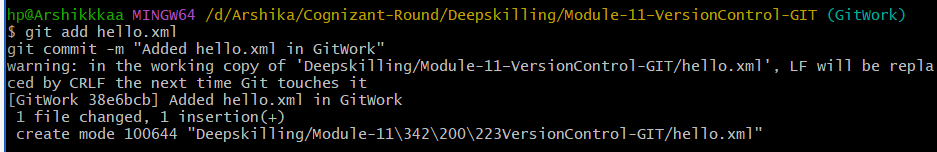 hp@Arshikkkaa MINGW64 /d/Arshika/Cognizant-Round/Deepskilling/Module-11–VersionControl-GIT (GitWork)
$ git add hello.xml
git commit -m "Added hello.xml in GitWork"
warning: in the working copy of 'Deepskilling/Module-11–VersionControl-GIT/hello.xml', LF will be repla
ced by CRLF the next time Git touches it
[GitWork 38e6bcb] Added hello.xml in GitWork
 1 file changed, 1 insertion(+)
 create mode 100644 "Deepskilling/Module-11\342\200\223VersionControl-GIT/hello.xml"